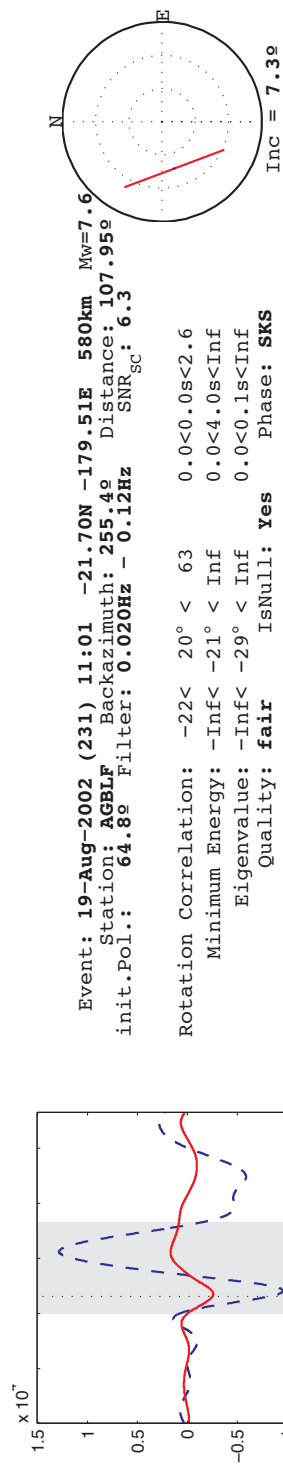 Event: 19-Aug-2002 (231) 11:01 -21.70N -179.51E 580km Mw=7.6
Station: AGBLF Backazimuth: 255.4º Distance: 107.95º
init.Pol.: 64.8º Filter: 0.020Hz - 0.12Hz SNR_SC: 6.3
Rotation Correlation: -22< 20° < 63 0.0<0.0s<2.6
Minimum Energy: -Inf< -21° < Inf 0.0<4.0s<Inf
Eigenvalue: -Inf< -29° < Inf 0.0<0.1s<Inf
Quality: fair IsNull: Yes Phase: SKS
N
E
Inc = 7.3º
1.5
1
0.5
0
-0.5